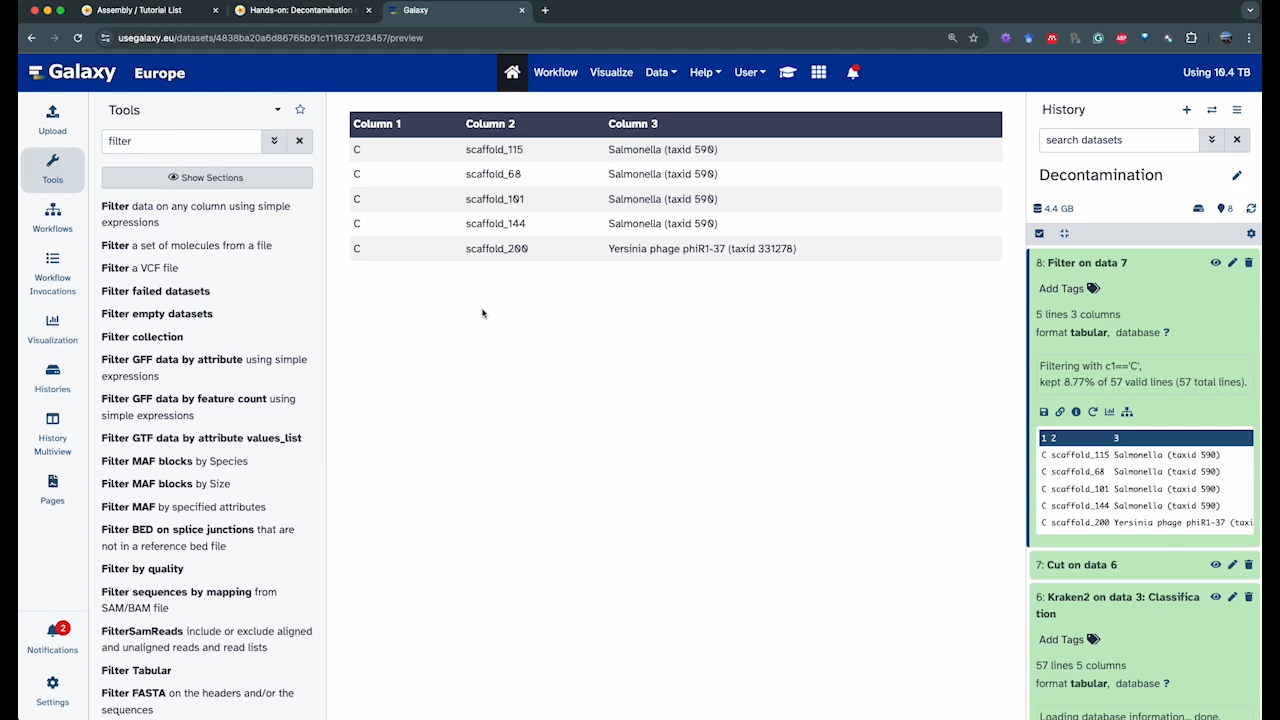 Assembly / Tutorial List
Hands-on: Decontamination
Galaxy
usegalaxy.eu/datasets/4838ba20a6d86765b91c111637d23457/preview
Galaxy Europe
Workflow Visualize Data Help User
Using 10.4 TB
Upload
Tools
Workflows
Workflow
Invocations
Visualization
Histories
History
Multiview
Pages
2
Notifications
Settings
Tools
filter
Show Sections
Filter data on any column using simple
expressions
Filter a set of molecules from a file
Filter a VCF file
Filter failed datasets
Filter empty datasets
Filter collection
Filter GFF data by attribute using simple
expressions
Filter GFF data by feature count using
simple expressions
Filter GTF data by attribute values_list
Filter MAF blocks by Species
Filter MAF blocks by Size
Filter MAF by specified attributes
Filter BED on splice junctions that are
not in a reference bed file
Filter by quality
Filter sequences by mapping from
SAM/BAM file
FilterSamReads include or exclude aligned
and unaligned reads and read lists
Filter Tabular
Filter FASTA on the headers and/or the
sequences
Column 1 Column 2 Column 3
C scaffold_115 Salmonella (taxid 590)
C scaffold_68 Salmonella (taxid 590)
C scaffold_101 Salmonella (taxid 590)
C scaffold_144 Salmonella (taxid 590)
C scaffold_200 Yersinia phage phiR1-37 (taxid 331278)
History
search datasets
Decontamination
4.4 GB
8
8: Filter on data 7
Add Tags
5 lines 3 columns
format tabular, database ?
Filtering with c1=='C',
kept 8.77% of 57 valid lines (57 total lines).
1 2 3
C scaffold_115 Salmonella (taxid 590)
C scaffold_68 Salmonella (taxid 590)
C scaffold_101 Salmonella (taxid 590)
C scaffold_144 Salmonella (taxid 590)
C scaffold_200 Yersinia phage phiR1-37 (taxi
7: Cut on data 6
6: Kraken2 on data 3: Classifica
tion
Add Tags
57 lines 5 columns
format tabular, database ?
Loading database information... done.